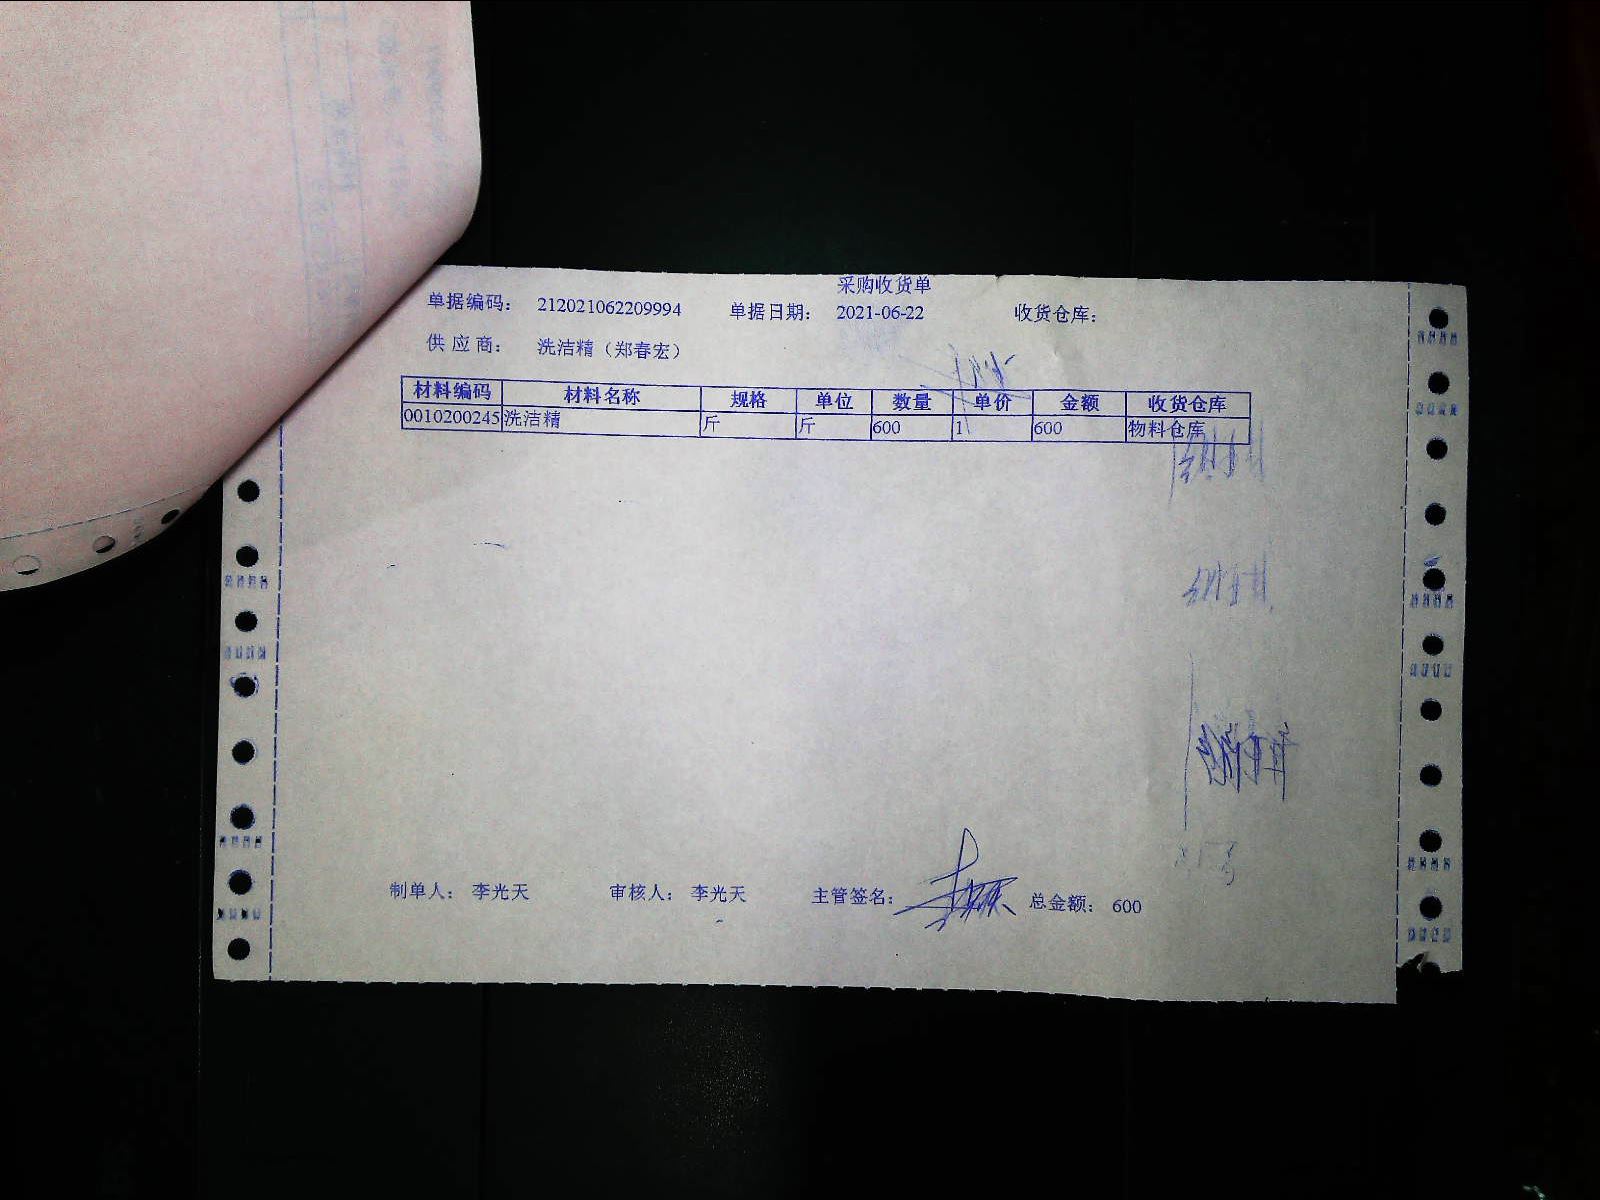 采购收货单
单据编码： 212021062209994 单据日期： 2021-06-22 收货仓库：
供 应 商： 洗洁精（郑春宏）
材料编码 材料名称 规格 单位 数量 单价 金额 收货仓库
0010200245 洗洁精 斤 斤 600 1 600 物料仓库
制单人： 李光天 审核人： 李光天 主管签名： 总金额： 600